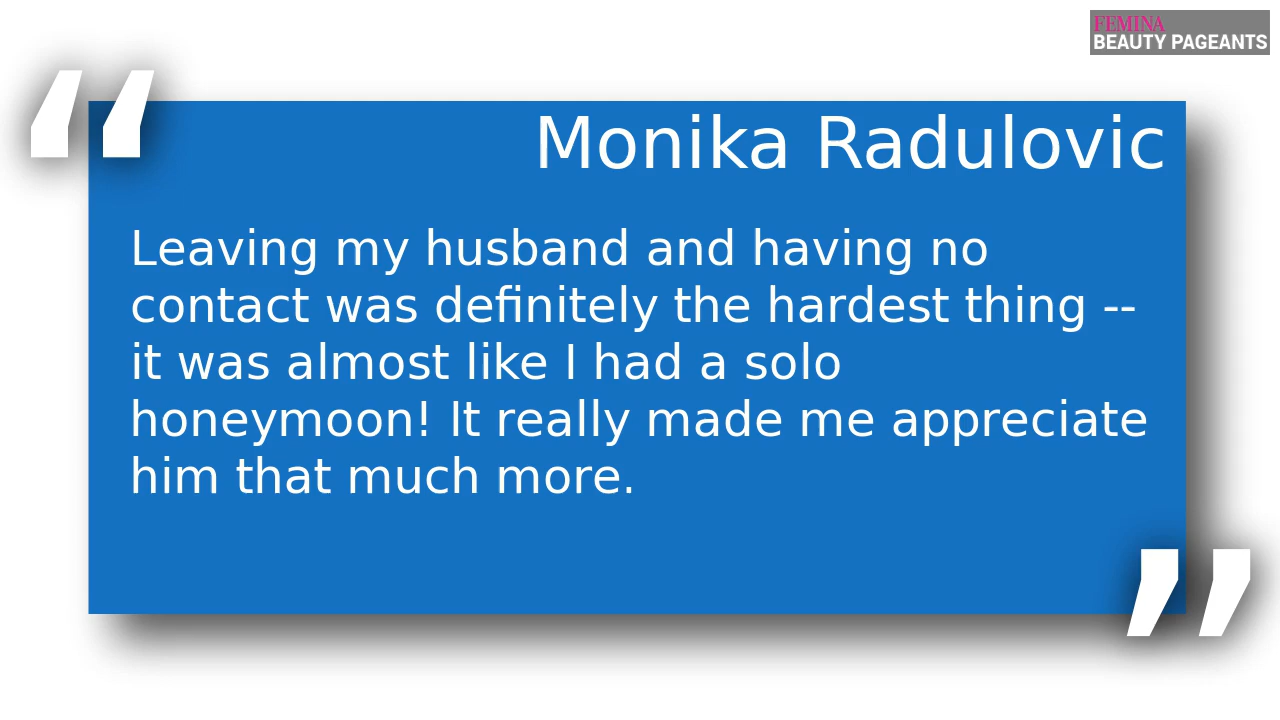 FEMINA
BEAUTY PAGEANTS
“
Monika Radulovic
Leaving my husband and having no
contact was definitely the hardest thing --
it was almost like I had a solo
honeymoon! It really made me appreciate
him that much more.
”